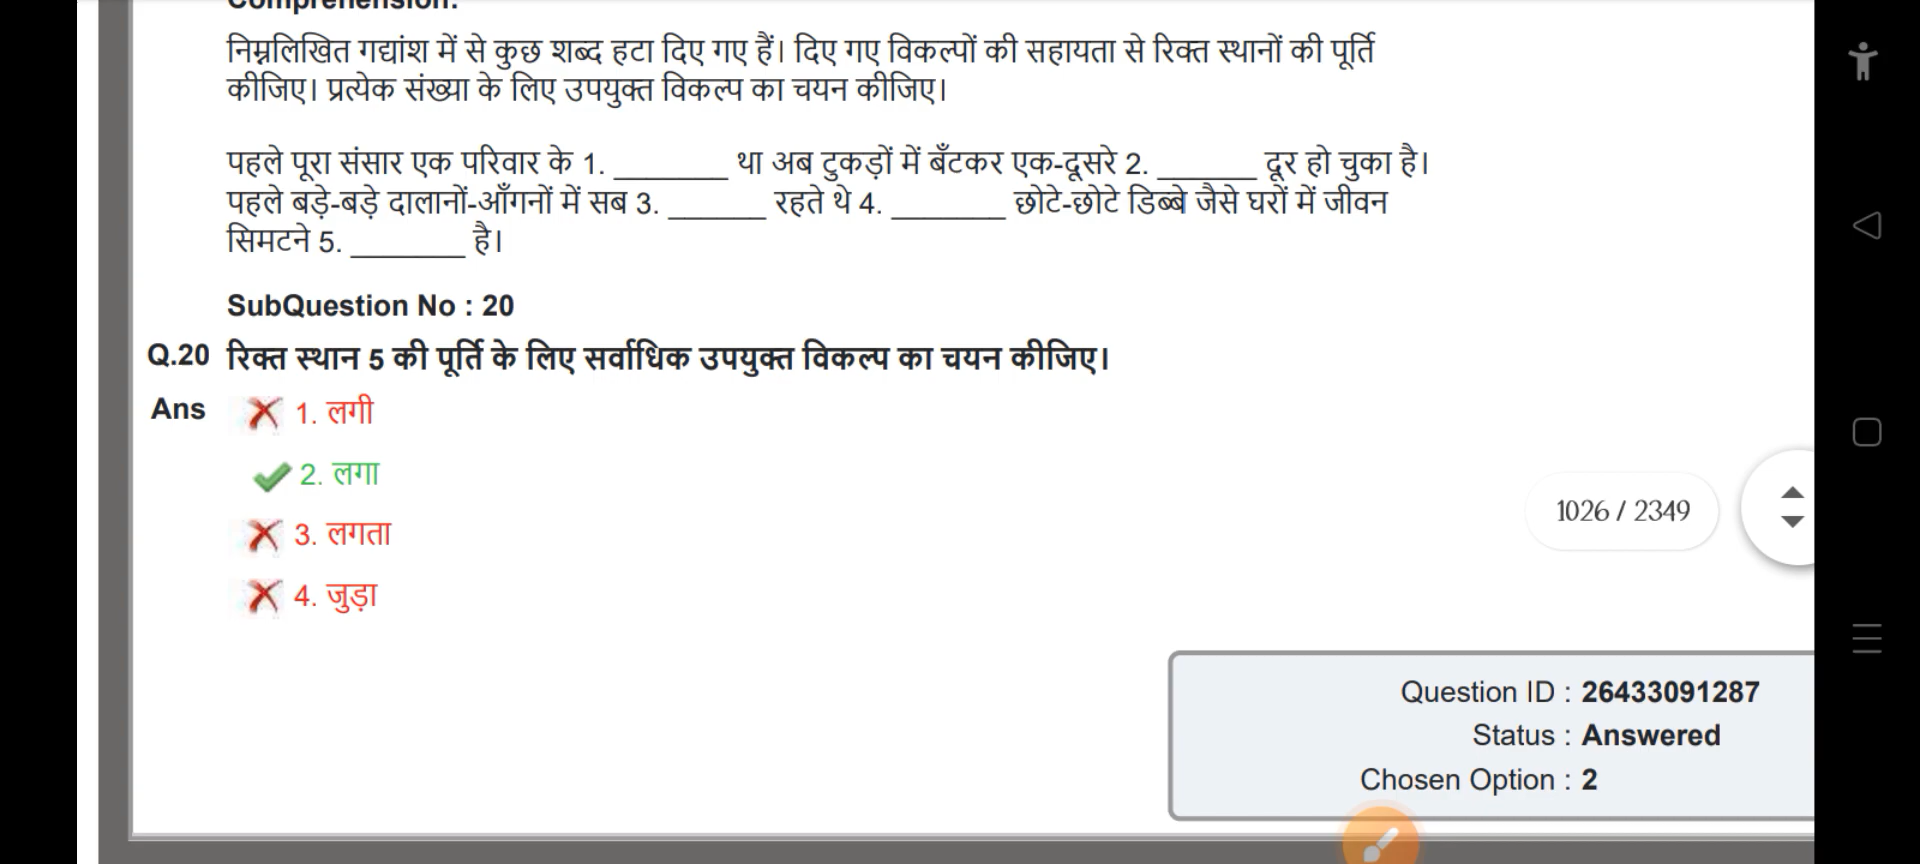 Comprehension:
निम्नलिखित गद्यांश में से कुछ शब्द हटा दिए गए हैं। दिए गए विकल्पों की सहायता से रिक्त स्थानों की पूर्ति
कीजिए। प्रत्येक संख्या के लिए उपयुक्त विकल्प का चयन कीजिए।
पहले पूरा संसार एक परिवार के 1. _______ था अब टुकड़ों में बँटकर एक-दूसरे 2. ______ दूर हो चुका है।
पहले बड़े-बड़े दालानों-आँगनों में सब 3. ______ रहते थे 4. _______ छोटे-छोटे डिब्बे जैसे घरों में जीवन
सिमटने 5. _______ है।
SubQuestion No : 20
Q.20 रिक्त स्थान 5 की पूर्ति के लिए सर्वाधिक उपयुक्त विकल्प का चयन कीजिए।
Ans 1. लगी
2. लगा
3. लगता
4. जुड़ा
1026 / 2349
Question ID : 26433091287
Status : Answered
Chosen Option : 2